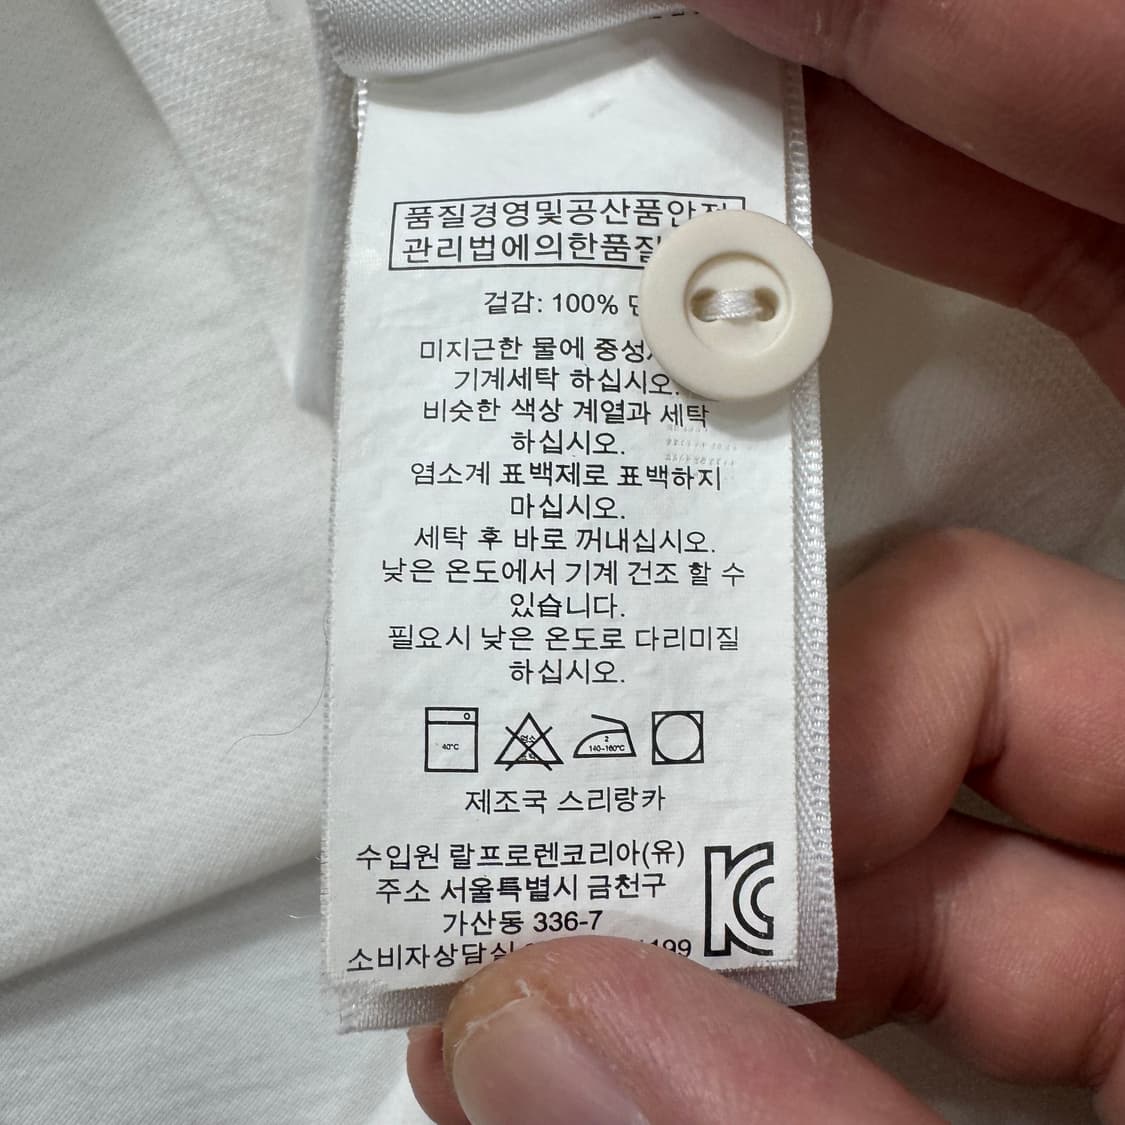 품질경영및공산품안전
관리법에의한품질
겉감: 100%
미지근한 물에 중성
기계세탁 하십시오.
비슷한 색상 계열과 세탁
하십시오.
염소계 표백제로 표백하지
마십시오.
세탁 후 바로 꺼내십시오.
낮은 온도에서 기계 건조 할 수
있습니다.
필요시 낮은 온도로 다리미질
하십시오.
40°C
염소
2
140~160°C
제조국 스리랑카
수입원 랄프로렌코리아(유)
주소 서울특별시 금천구
가산동 336-7
소비자상담실
KC